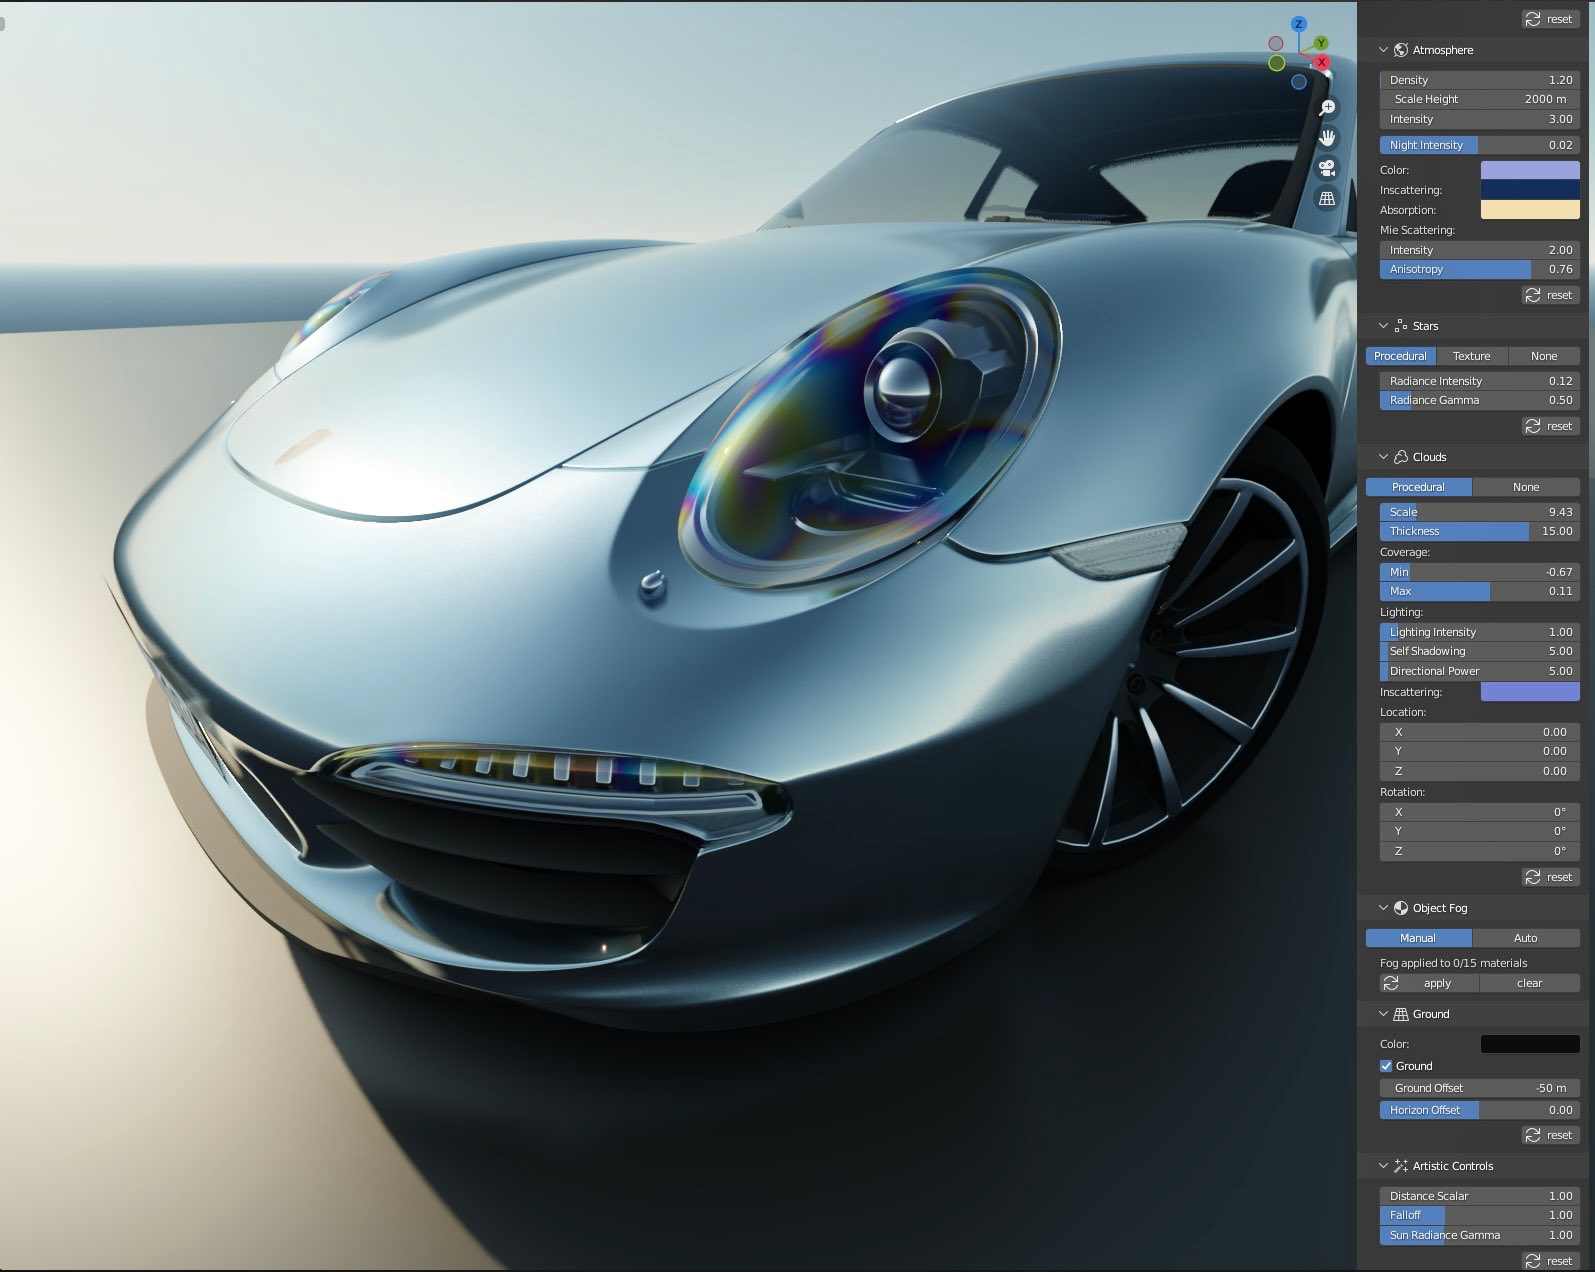 Z
Y
X
reset
Atmosphere
Density 1.20
Scale Height 2000 m
Intensity 3.00
Night Intensity 0.02
Color:
Inscattering:
Absorption:
Mie Scattering:
Intensity 2.00
Anisotropy 0.76
reset
Stars
Procedural Texture None
Radiance Intensity 0.12
Radiance Gamma 0.50
reset
Clouds
Procedural None
Scale 9.43
Thickness 15.00
Coverage:
Min -0.67
Max 0.11
Lighting:
Lighting Intensity 1.00
Self Shadowing 5.00
Directional Power 5.00
Inscattering:
Location:
X 0.00
Y 0.00
Z 0.00
Rotation:
X 0°
Y 0°
Z 0°
reset
Object Fog
Manual Auto
Fog applied to 0/15 materials
apply clear
Ground
Color:
Ground
Ground Offset -50 m
Horizon Offset 0.00
reset
Artistic Controls
Distance Scalar 1.00
Falloff 1.00
Sun Radiance Gamma 1.00
reset